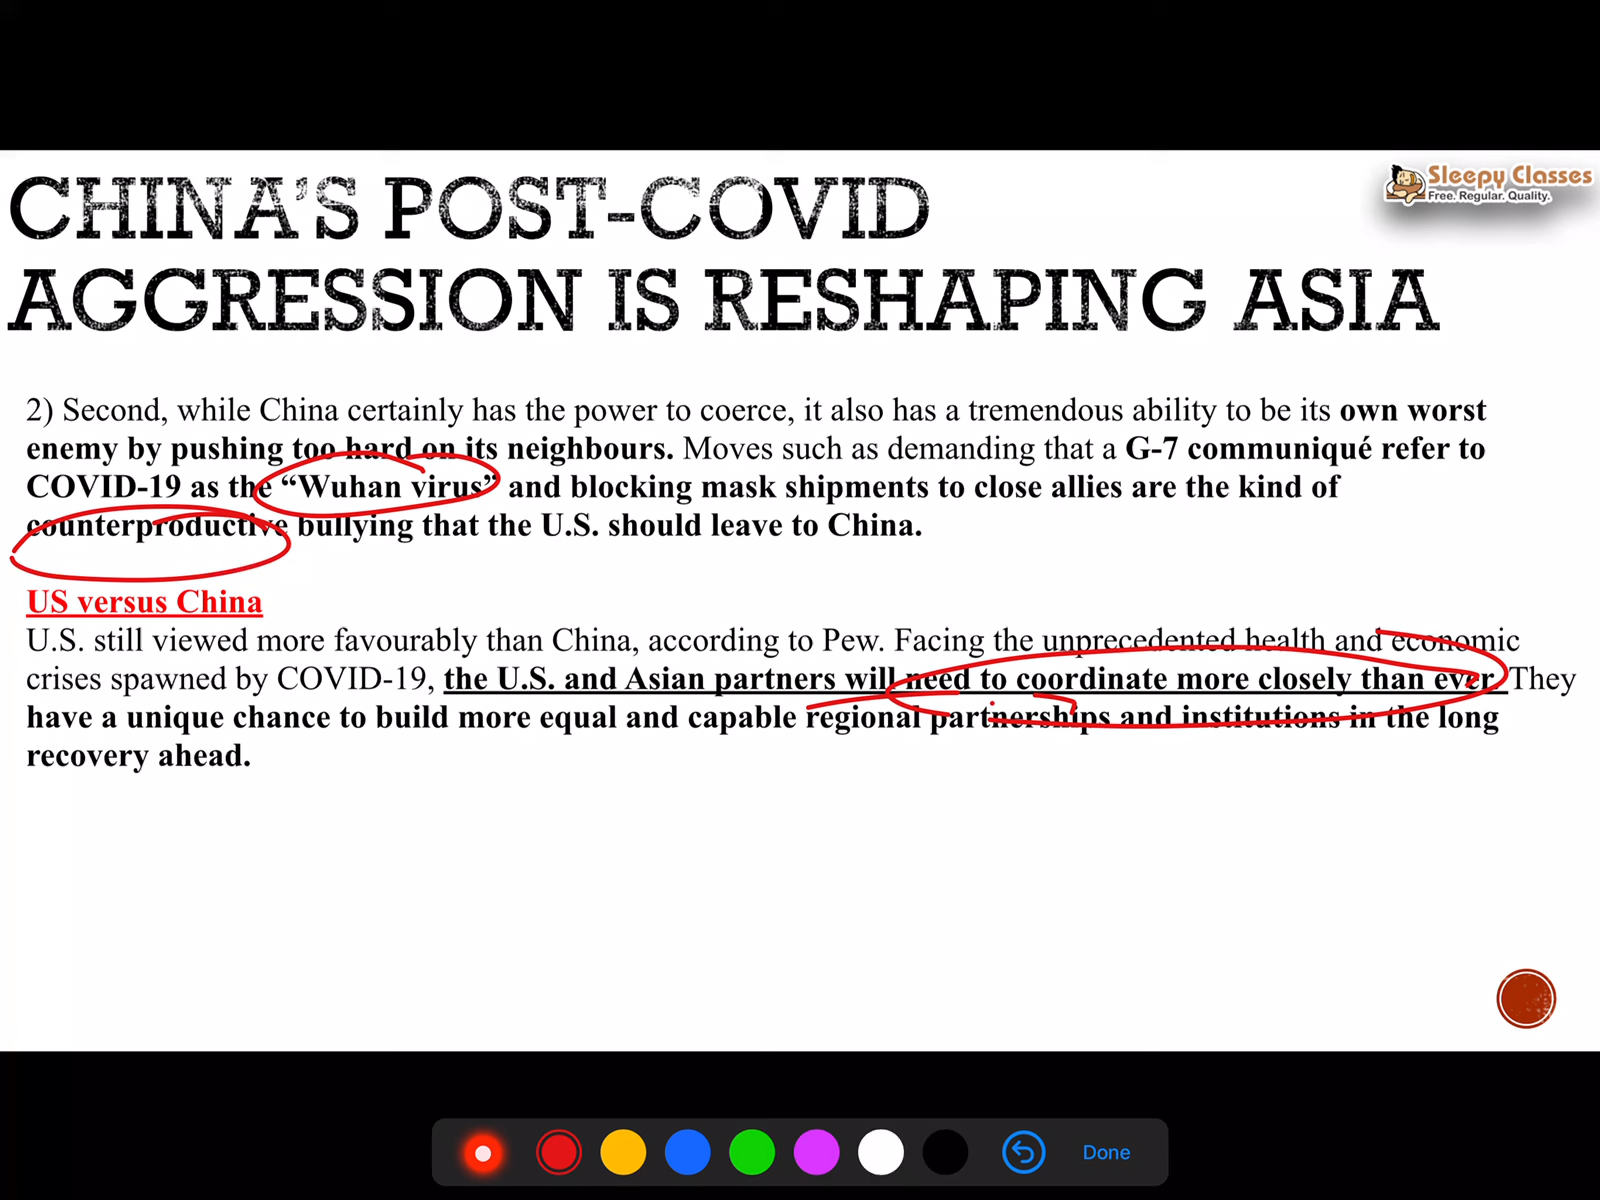 CHINA'S POST-COVID
AGGRESSION IS RESHAPING ASIA
Sleepy Classes
Free. Regular. Quality.
2) Second, while China certainly has the power to coerce, it also has a tremendous ability to be its own worst
enemy by pushing too hard on its neighbours. Moves such as demanding that a G-7 communiqué refer to
COVID-19 as the “Wuhan virus” and blocking mask shipments to close allies are the kind of
counterproductive bullying that the U.S. should leave to China.
US versus China
U.S. still viewed more favourably than China, according to Pew. Facing the unprecedented health and economic
crises spawned by COVID-19, the U.S. and Asian partners will need to coordinate more closely than ever. They
have a unique chance to build more equal and capable regional partnerships and institutions in the long
recovery ahead.
Done